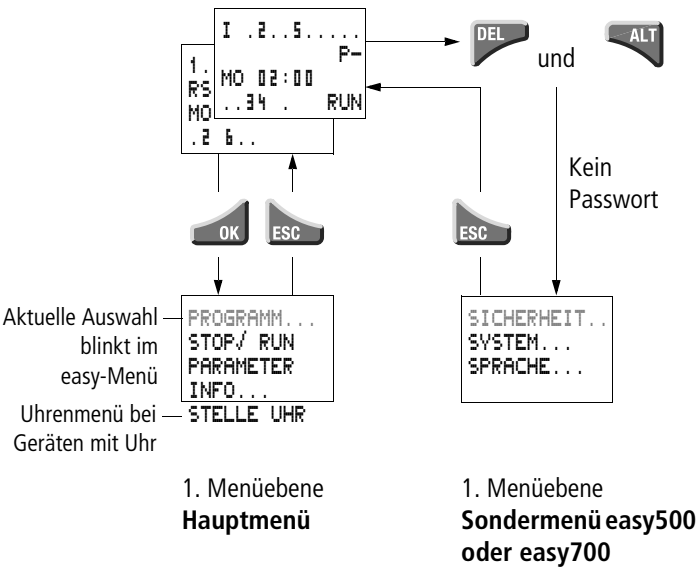 I .2..5.....
P-
MO 02:00
..34 . RUN
1.
RS
MO
.2 6..
DEL
und
ALT
Kein
Passwort
OK
ESC
ESC
Aktuelle Auswahl
blinkt im
easy-Menü
Uhrenmenü bei
Geräten mit Uhr
PROGRAMM...
STOP/ RUN
PARAMETER
INFO...
STELLE UHR
SICHERHEIT..
SYSTEM...
SPRACHE...
1. Menüebene
Hauptmenü
1. Menüebene
Sondermenü easy500
oder easy700